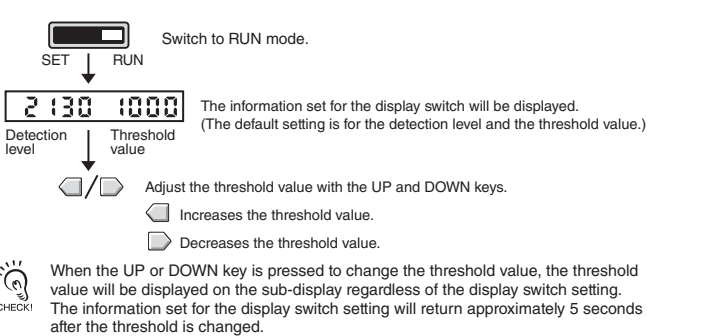 Switch to RUN mode.
SET RUN
2130 1000
The information set for the display switch will be displayed.
(The default setting is for the detection level and the threshold value.)
Detection level
Threshold value
/
Adjust the threshold value with the UP and DOWN keys.
Increases the threshold value.
Decreases the threshold value.
CHECK!
When the UP or DOWN key is pressed to change the threshold value, the threshold
value will be displayed on the sub-display regardless of the display switch setting.
The information set for the display switch setting will return approximately 5 seconds
after the threshold is changed.